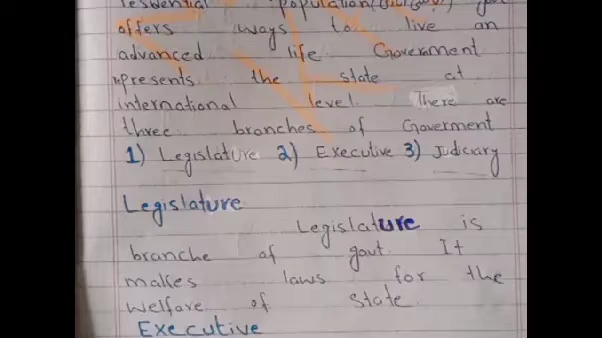 residential population
offers ways to live an
advanced life Government
represents the state at
international level. There are
three branches of Goverment
1) Legislature 2) Executive 3) Judiciary
Legislature
Legislature is
branche of govt. It
makes laws for the
welfare of state
Executive